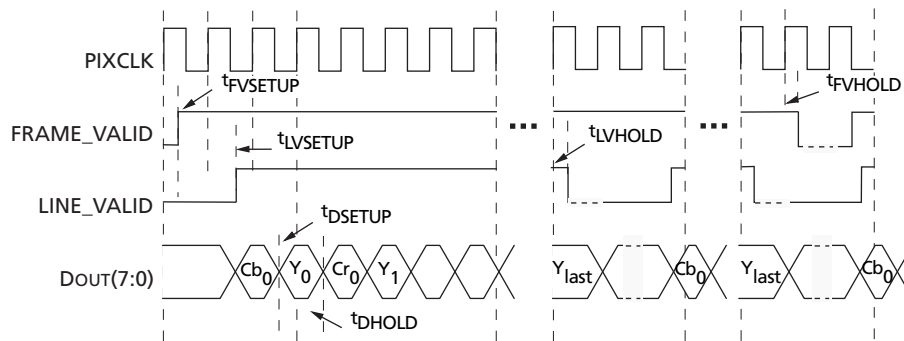 PIXCLK
tFVSETUP
tFVHOLD
FRAME_VALID
... ...
tLVSETUP
tLVHOLD
LINE_VALID
tDSETUP
DOUT(7:0)
Cb0 Y0 Cr0 Y1 Ylast Cb0 Ylast Cb0
tDHOLD